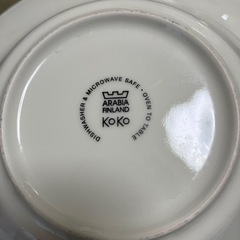 DISHWASHER & MICROWAVE SAFE • OVEN TO TABLE
ARABIA
FINLAND
KoKo